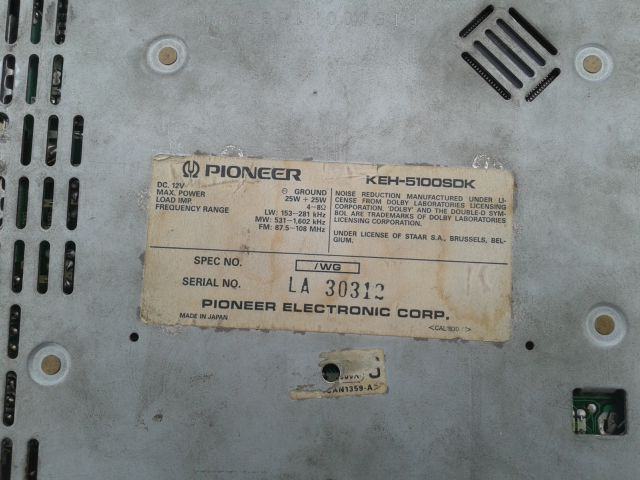 PIONEER KEH-5100SDK
DC. 12V ⊖ GROUND
MAX. POWER 25W + 25W
LOAD IMP. 4–8Ω
FREQUENCY RANGE LW: 153–281 kHz
MW: 531–1,602 kHz
FM: 87.5–108 MHz
NOISE REDUCTION MANUFACTURED UNDER LI-
CENSE FROM DOLBY LABORATORIES LICENSING
CORPORATION. 'DOLBY' AND THE DOUBLE-D SYM-
BOL ARE TRADEMARKS OF DOLBY LABORATORIES
LICENSING CORPORATION.
UNDER LICENSE OF STAAR S.A., BRUSSELS, BEL-
GIUM.
SPEC NO. /WG
SERIAL NO. LA 30312
PIONEER ELECTRONIC CORP.
MADE IN JAPAN